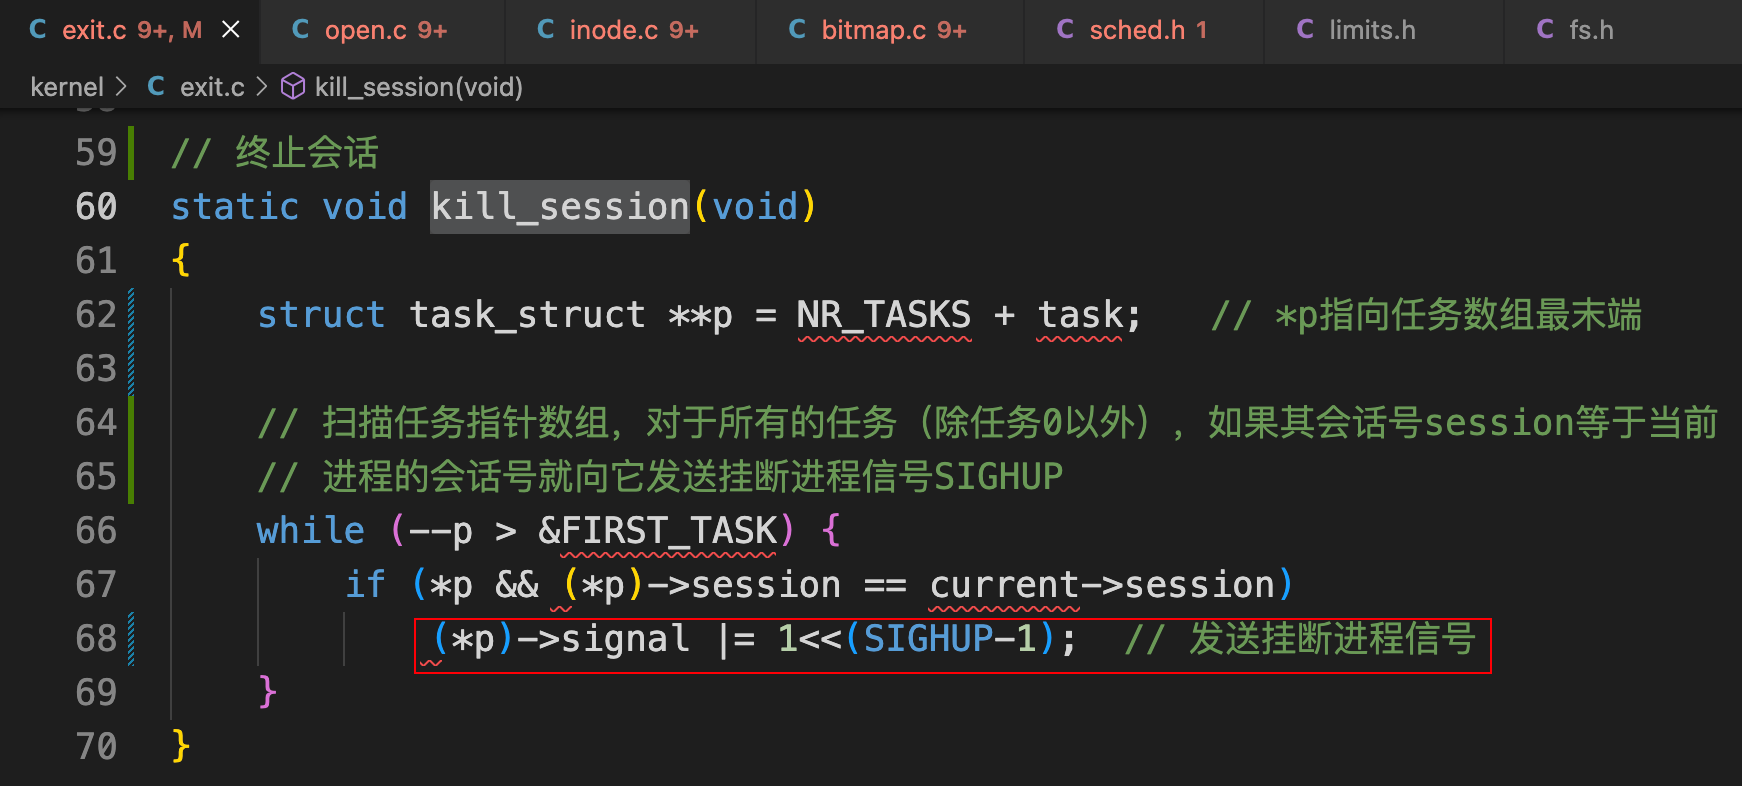 C exit.c 9+, M × C open.c 9+ C inode.c 9+ C bitmap.c 9+ C sched.h 1 C limits.h C fs.h
kernel > C exit.c > kill_session(void)
59 // 终止会话
60 static void kill_session(void)
61 {
62 struct task_struct **p = NR_TASKS + task; // *p指向任务数组最末端
63
64 // 扫描任务指针数组，对于所有的任务（除任务0以外），如果其会话号session等于当前
65 // 进程的会话号就向它发送挂断进程信号SIGHUP
66 while (--p > &FIRST_TASK) {
67 if (*p && (*p)->session == current->session)
68 (*p)->signal |= 1<<(SIGHUP-1); // 发送挂断进程信号
69 }
70 }